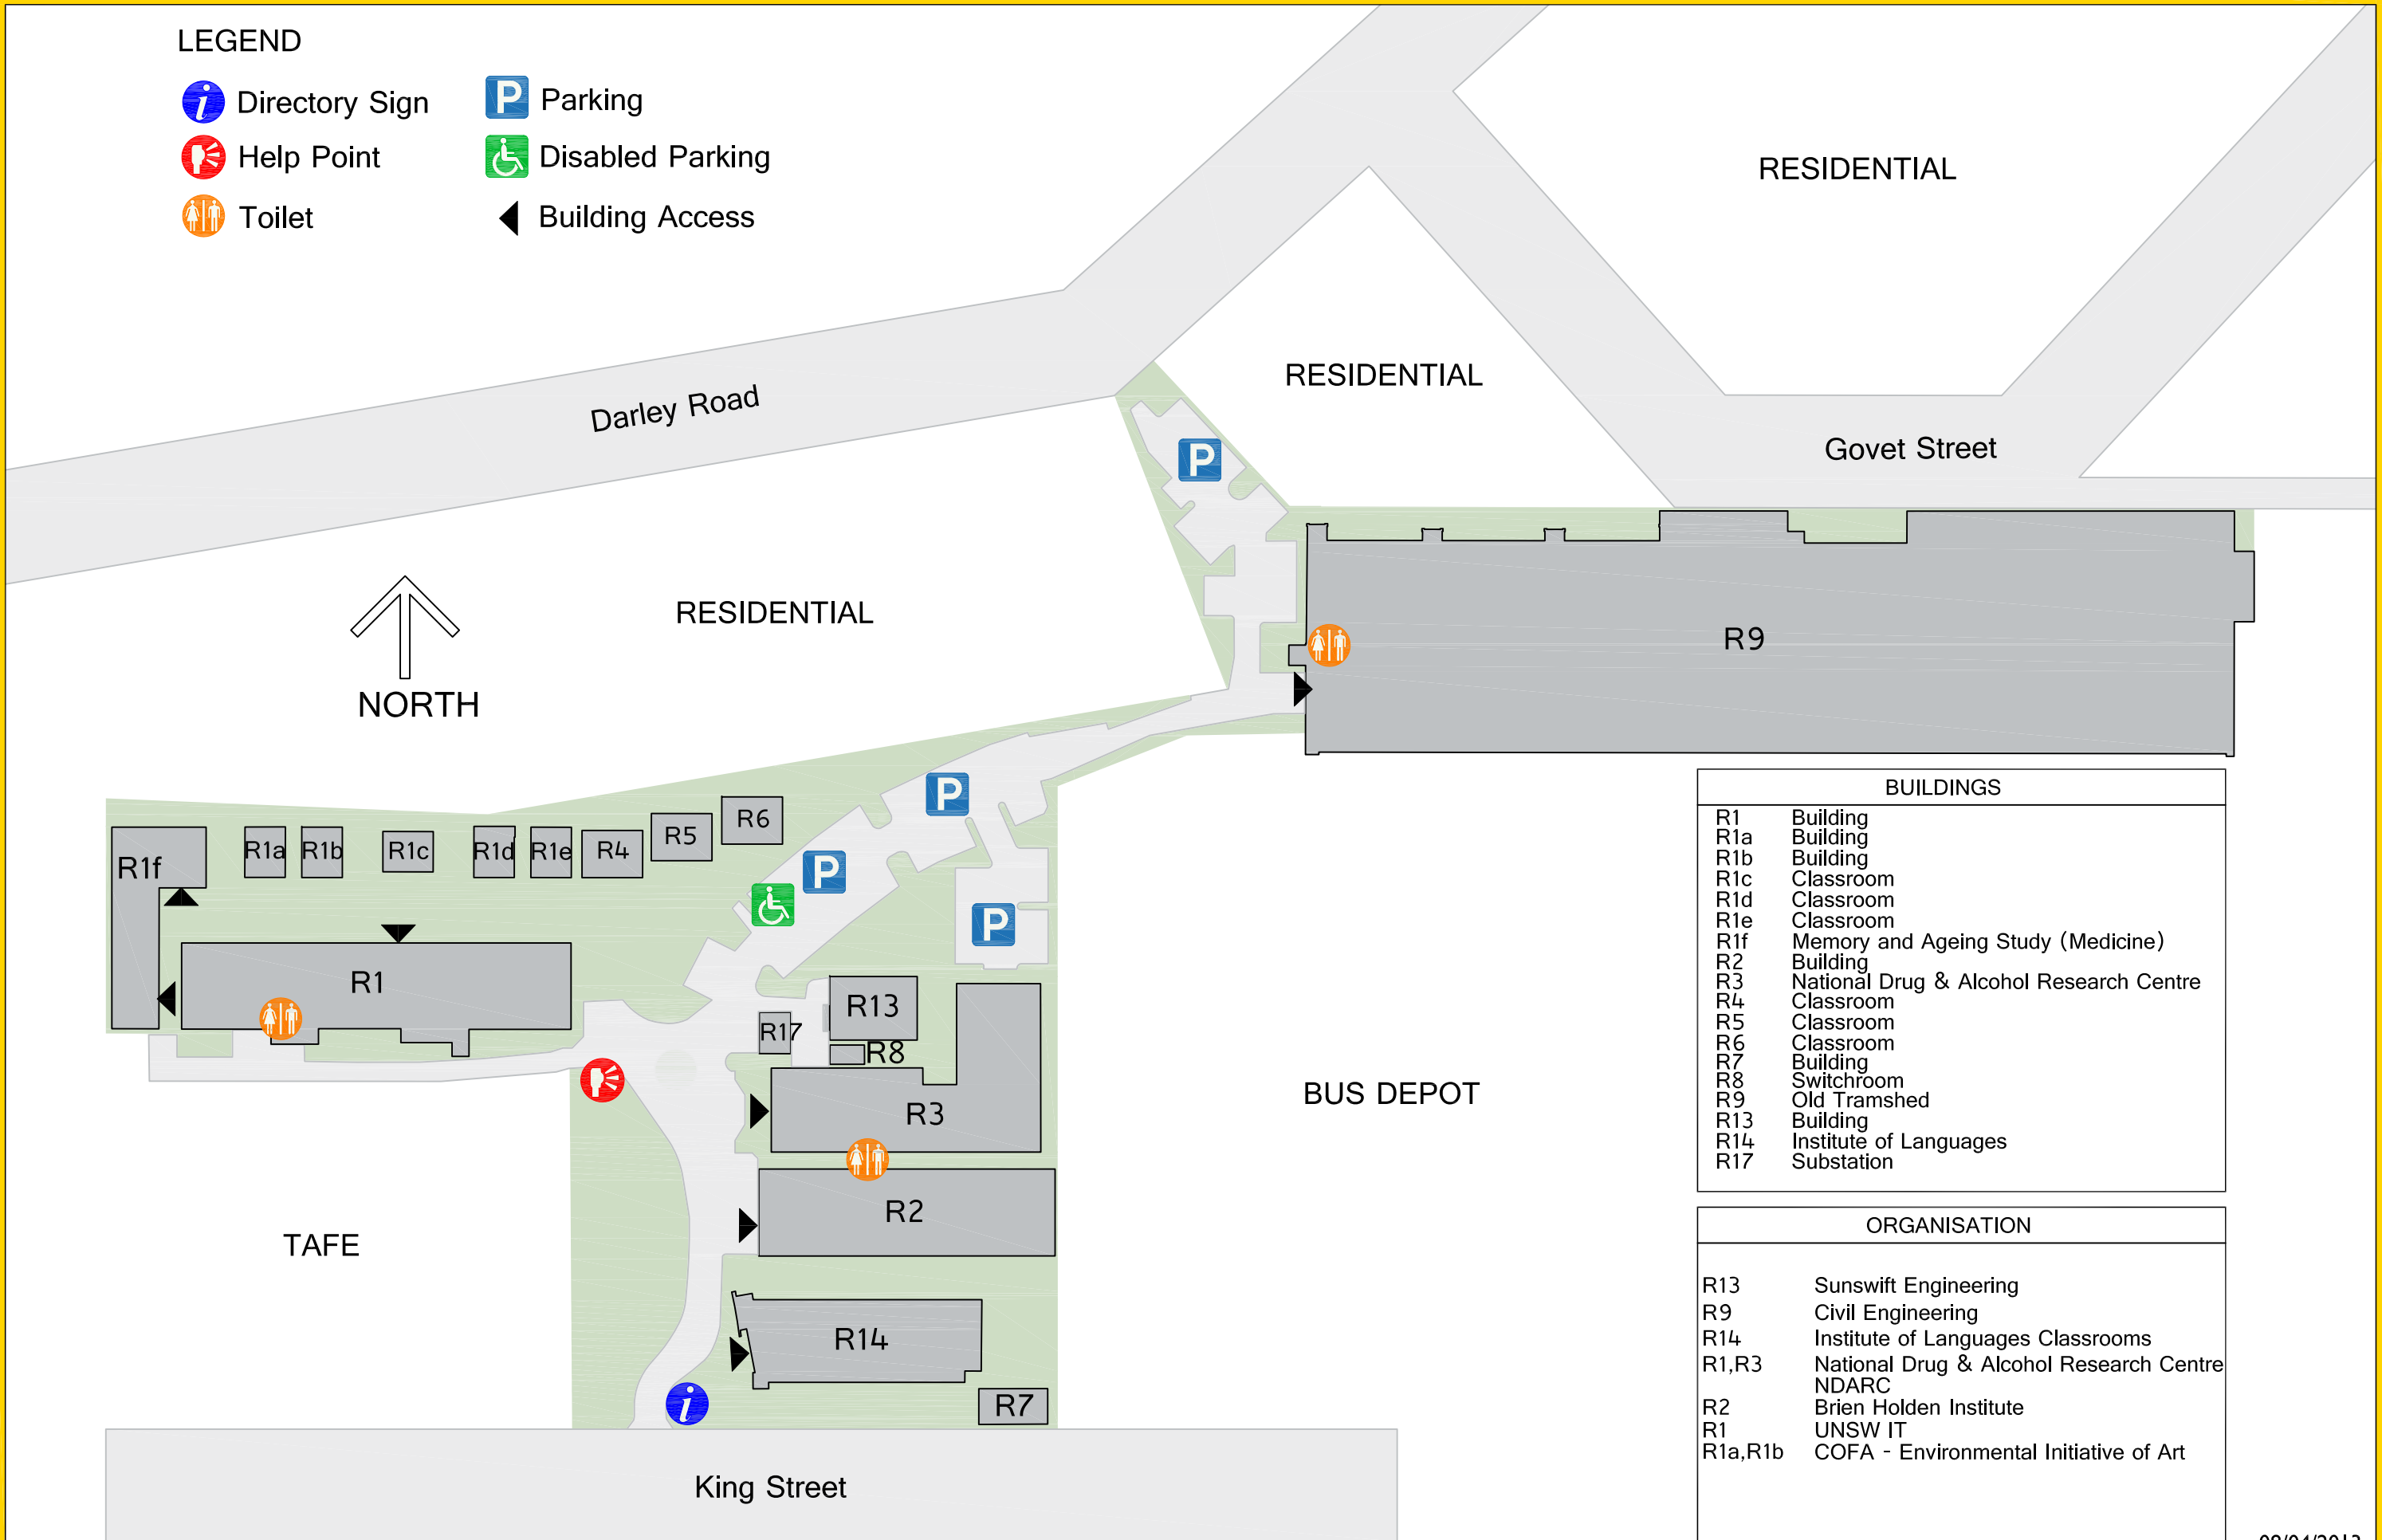 LEGEND
Directory Sign
Parking
Help Point
Disabled Parking
Toilet
Building Access
RESIDENTIAL
RESIDENTIAL
Darley Road
Govet Street
RESIDENTIAL
NORTH
R9
R1f
R1a
R1b
R1c
R1d
R1e
R4
R5
R6
R1
R13
R17
R8
R3
R2
R14
R7
BUS DEPOT
TAFE
King Street
BUILDINGS
R1 Building
R1a Building
R1b Building
R1c Classroom
R1d Classroom
R1e Classroom
R1f Memory and Ageing Study (Medicine)
R2 Building
R3 National Drug & Alcohol Research Centre
R4 Classroom
R5 Classroom
R6 Classroom
R7 Building
R8 Switchroom
R9 Old Tramshed
R13 Building
R14 Institute of Languages
R17 Substation
ORGANISATION
R13 Sunswift Engineering
R9 Civil Engineering
R14 Institute of Languages Classrooms
R1,R3 National Drug & Alcohol Research Centre
NDARC
R2 Brien Holden Institute
R1 UNSW IT
R1a,R1b COFA - Environmental Initiative of Art